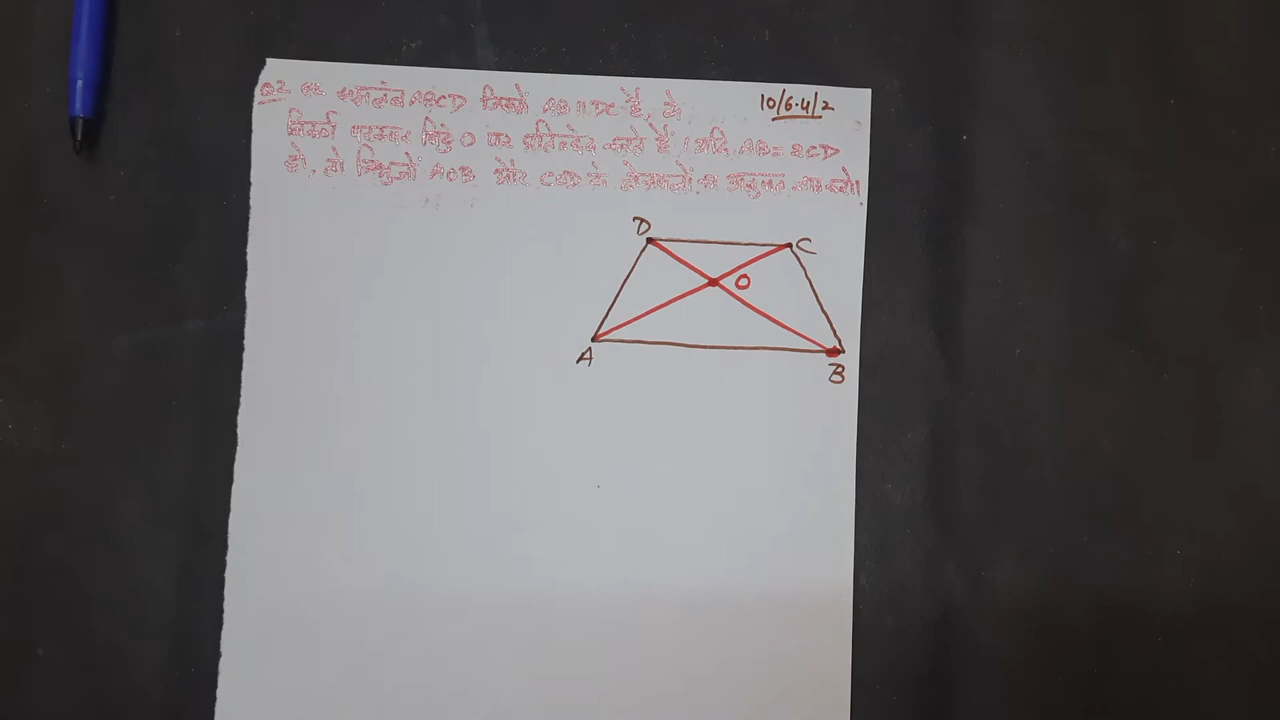 Q2 एक समलंब ABCD जिसमें AB || DC है, के
10/6.4/2
विकर्ण परस्पर बिंदु O पर प्रतिच्छेद करते हैं। यदि AB = 2CD
हो, तो त्रिभुजों AOB और COD के क्षेत्रफलों का अनुपात ज्ञात करो।
D
C
O
A
B